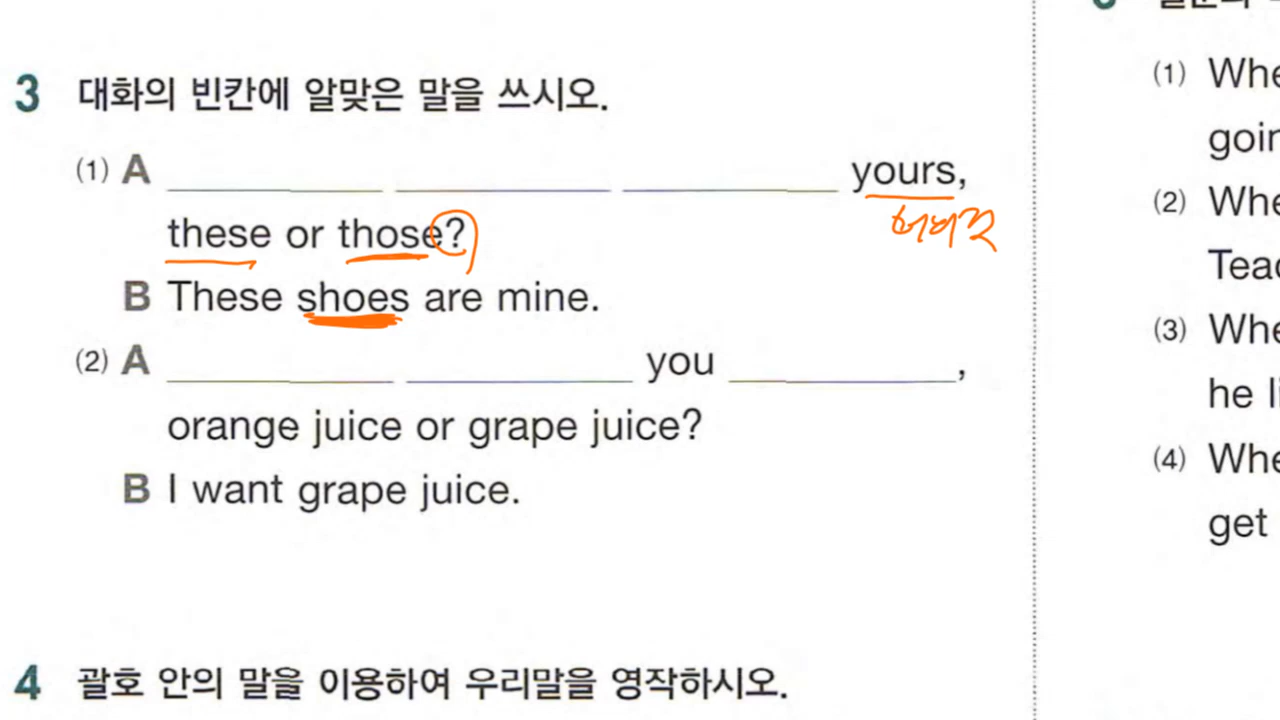 3 대화의 빈칸에 알맞은 말을 쓰시오.
(1) A yours,
these or those?
B These shoes are mine.
(2) A you ,
orange juice or grape juice?
B I want grape juice.
4 괄호 안의 말을 이용하여 우리말을 영작하시오.
(1) Whe
goin
(2) Whe
Teac
(3) Whe
he li
(4) Whe
get